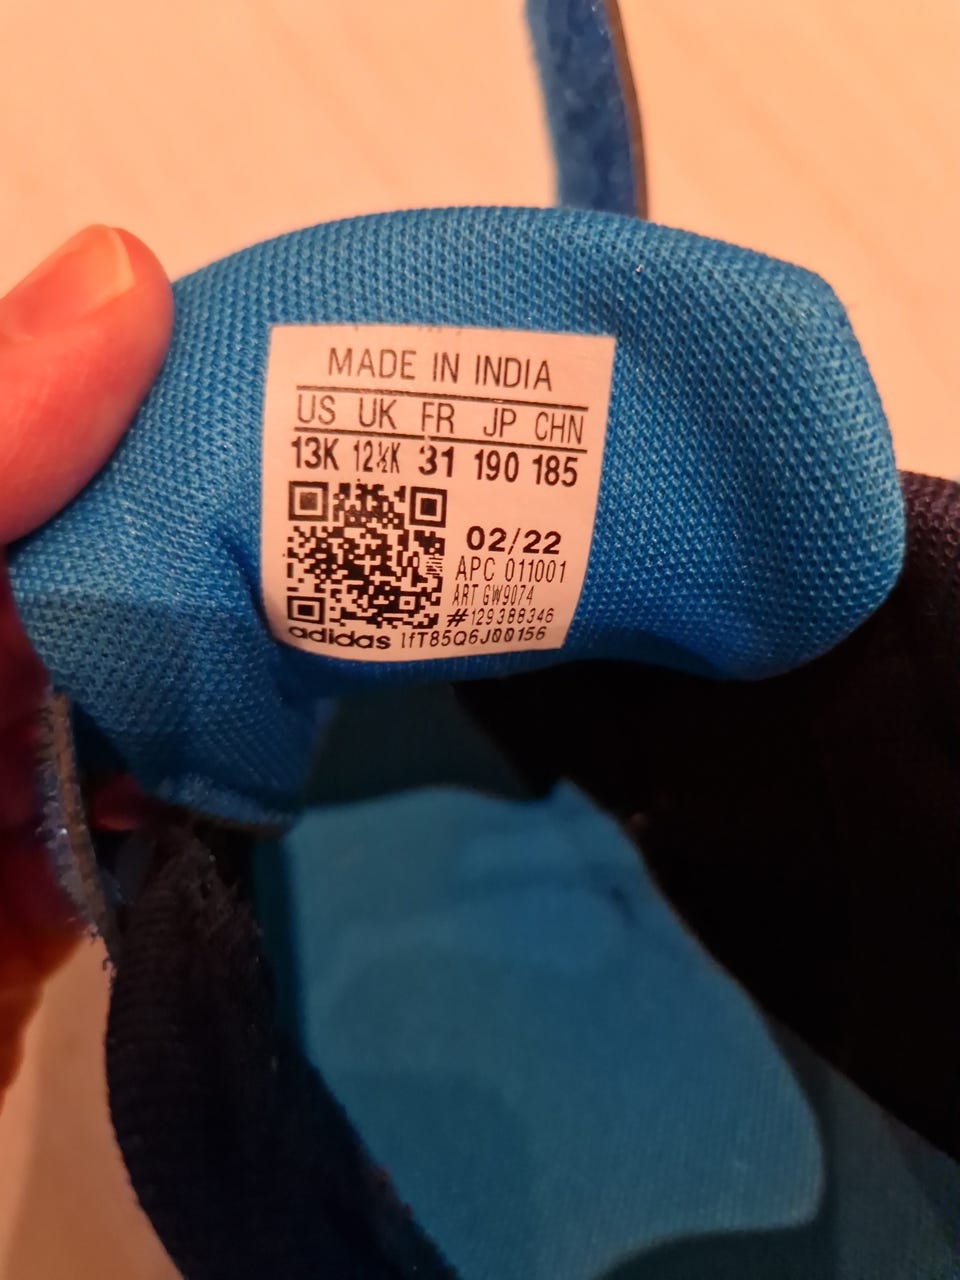 MADE IN INDIA
US UK FR JP CHN
13K 12½K 31 190 185
02/22
APC 011001
ART GW9074
#129388346
adidas lfT85Q6J00156